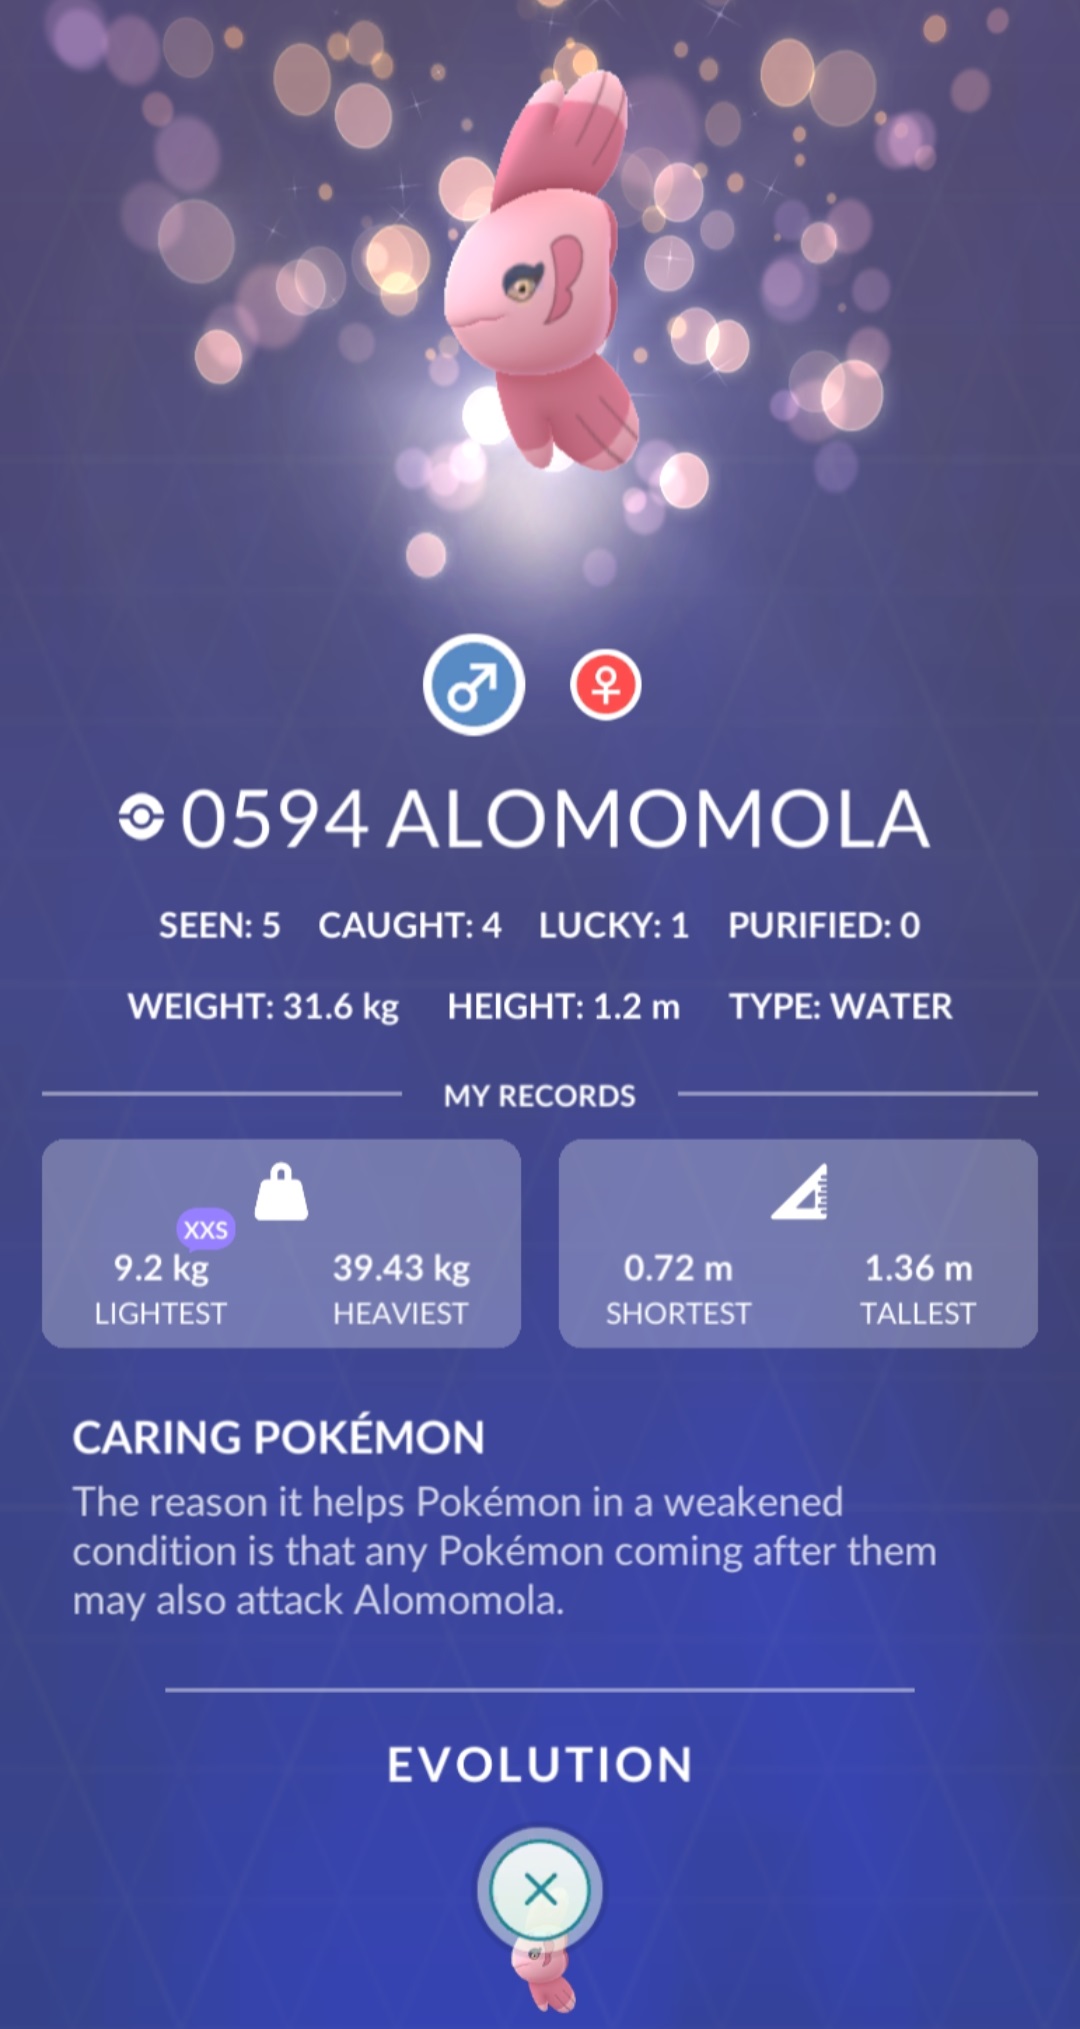 0594 ALOMOMOLA
SEEN: 5 CAUGHT: 4 LUCKY: 1 PURIFIED: 0
WEIGHT: 31.6 kg HEIGHT: 1.2 m TYPE: WATER
MY RECORDS
XXS
9.2 kg 39.43 kg 0.72 m 1.36 m
LIGHTEST HEAVIEST SHORTEST TALLEST
CARING POKÉMON
The reason it helps Pokémon in a weakened
condition is that any Pokémon coming after them
may also attack Alomomola.
EVOLUTION